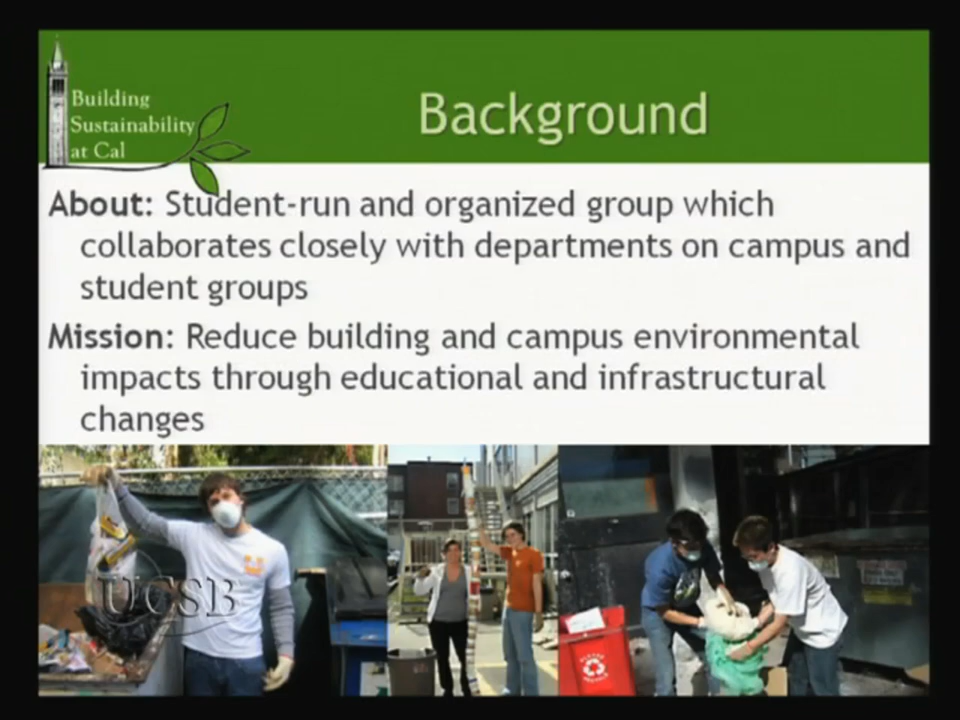 Building
Sustainability
at Cal
Background
About: Student-run and organized group which
collaborates closely with departments on campus and
student groups
Mission: Reduce building and campus environmental
impacts through educational and infrastructural
changes
UCSB